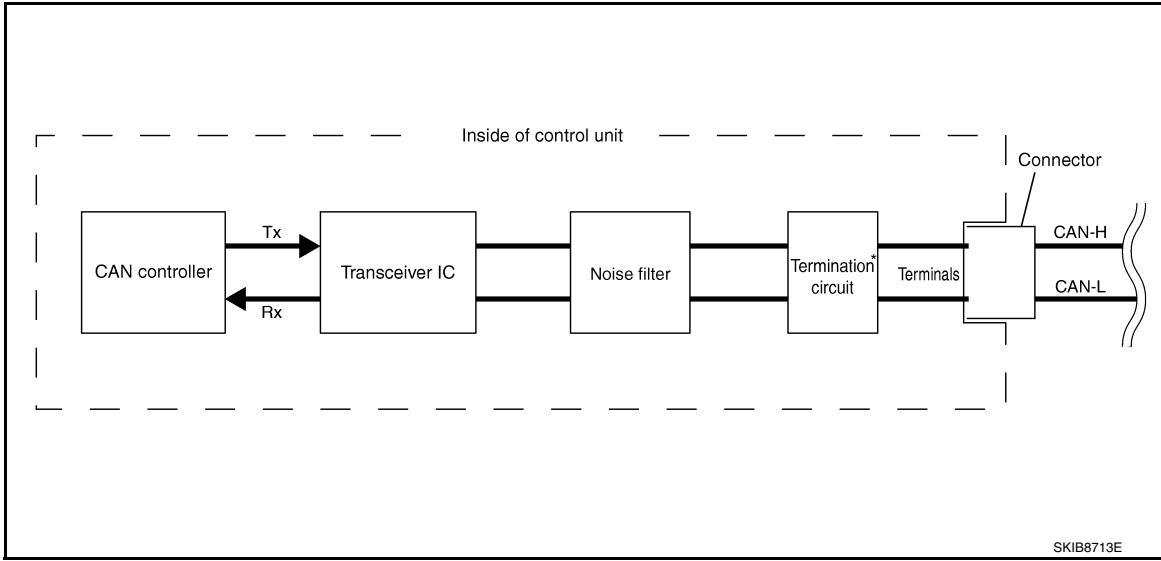 Inside of control unit
Connector
CAN controller
Tx
Rx
Transceiver IC
Noise filter
Termination*
circuit
Terminals
CAN-H
CAN-L
SKIB8713E